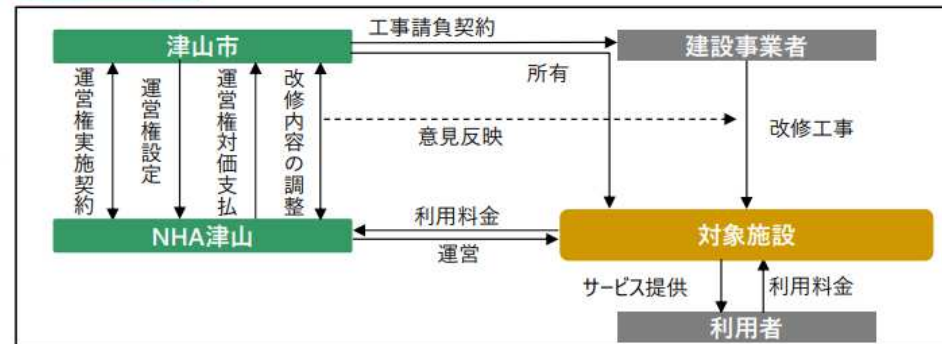 津山市
工事請負契約
建設事業者
所有
運営権実施契約
運営権設定
運営権対価支払
改修内容の調整
意見反映
改修工事
NHA津山
利用料金
運営
対象施設
サービス提供
利用料金
利用者